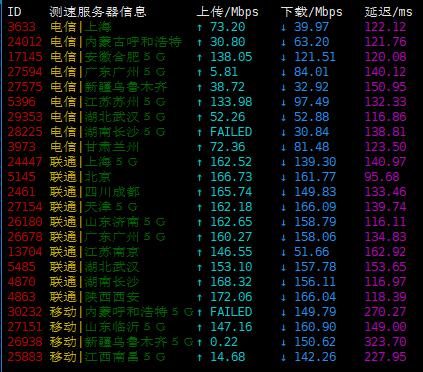 ID 测速服务器信息 上传/Mbps 下载/Mbps 延迟/ms
3633 电信|上海 ↑ 73.20 ↓ 39.97 122.12
24012 电信|内蒙古呼和浩特 ↑ 30.80 ↓ 63.20 121.76
17145 电信|安徽合肥５Ｇ ↑ 138.05 ↓ 121.51 120.08
27594 电信|广东广州５Ｇ ↑ 5.81 ↓ 84.01 140.12
27575 电信|新疆乌鲁木齐 ↑ 38.72 ↓ 32.92 150.95
5396 电信|江苏苏州５Ｇ ↑ 133.98 ↓ 97.49 132.33
29353 电信|湖北武汉５Ｇ ↑ 52.26 ↓ 52.88 116.86
28225 电信|湖南长沙５Ｇ ↑ FAILED ↓ 30.84 138.81
3973 电信|甘肃兰州 ↑ 72.36 ↓ 81.48 123.50
24447 联通|上海５Ｇ ↑ 162.52 ↓ 139.30 140.97
5145 联通|北京 ↑ 166.73 ↓ 161.77 95.68
2461 联通|四川成都 ↑ 165.74 ↓ 149.83 133.46
27154 联通|天津５Ｇ ↑ 162.18 ↓ 166.09 139.74
26180 联通|山东济南５Ｇ ↑ 162.65 ↓ 158.79 116.11
26678 联通|广东广州５Ｇ ↑ 160.27 ↓ 158.06 134.83
13704 联通|江苏南京 ↑ 146.55 ↓ 51.66 162.92
5485 联通|湖北武汉 ↑ 153.10 ↓ 157.78 153.65
4870 联通|湖南长沙 ↑ 168.32 ↓ 156.11 116.97
4863 联通|陕西西安 ↑ 172.06 ↓ 166.04 118.39
30232 移动|内蒙呼和浩特５Ｇ ↑ FAILED ↓ 149.79 270.27
27151 移动|山东临沂５Ｇ ↑ 147.16 ↓ 160.90 149.00
26938 移动|新疆乌鲁木齐５Ｇ ↑ 0.22 ↓ 150.62 323.70
25883 移动|江西南昌５Ｇ ↑ 14.68 ↓ 142.26 227.95